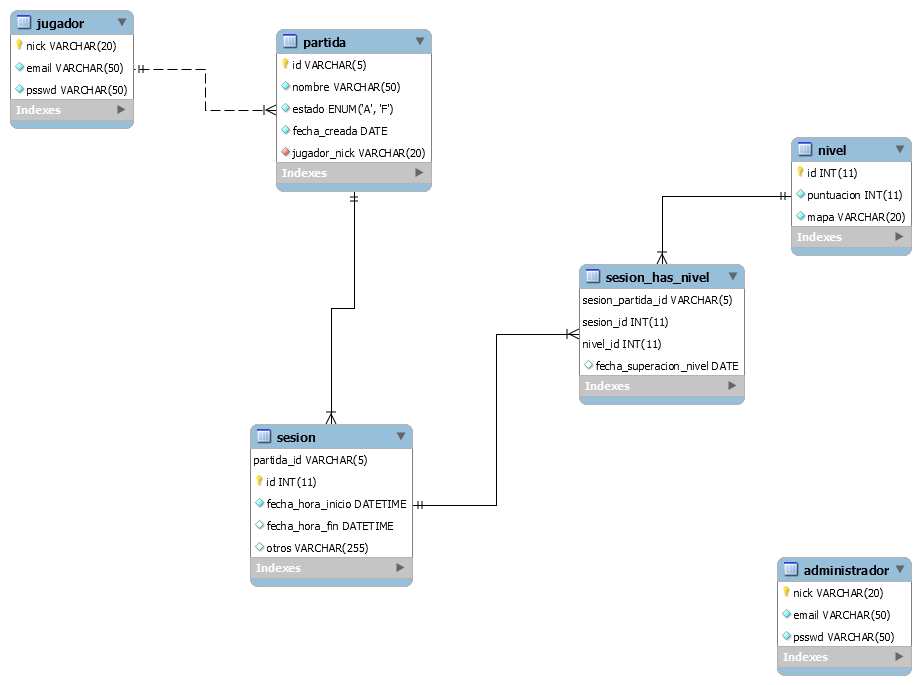 jugador
nick VARCHAR(20)
email VARCHAR(50)
psswd VARCHAR(50)
Indexes
partida
id VARCHAR(5)
nombre VARCHAR(50)
estado ENUM('A', 'F')
fecha_creada DATE
jugador_nick VARCHAR(20)
Indexes
nivel
id INT(11)
puntuacion INT(11)
mapa VARCHAR(20)
Indexes
sesion_has_nivel
sesion_partida_id VARCHAR(5)
sesion_id INT(11)
nivel_id INT(11)
fecha_superacion_nivel DATE
Indexes
sesion
partida_id VARCHAR(5)
id INT(11)
fecha_hora_inicio DATETIME
fecha_hora_fin DATETIME
otros VARCHAR(255)
Indexes
administrador
nick VARCHAR(20)
email VARCHAR(50)
psswd VARCHAR(50)
Indexes